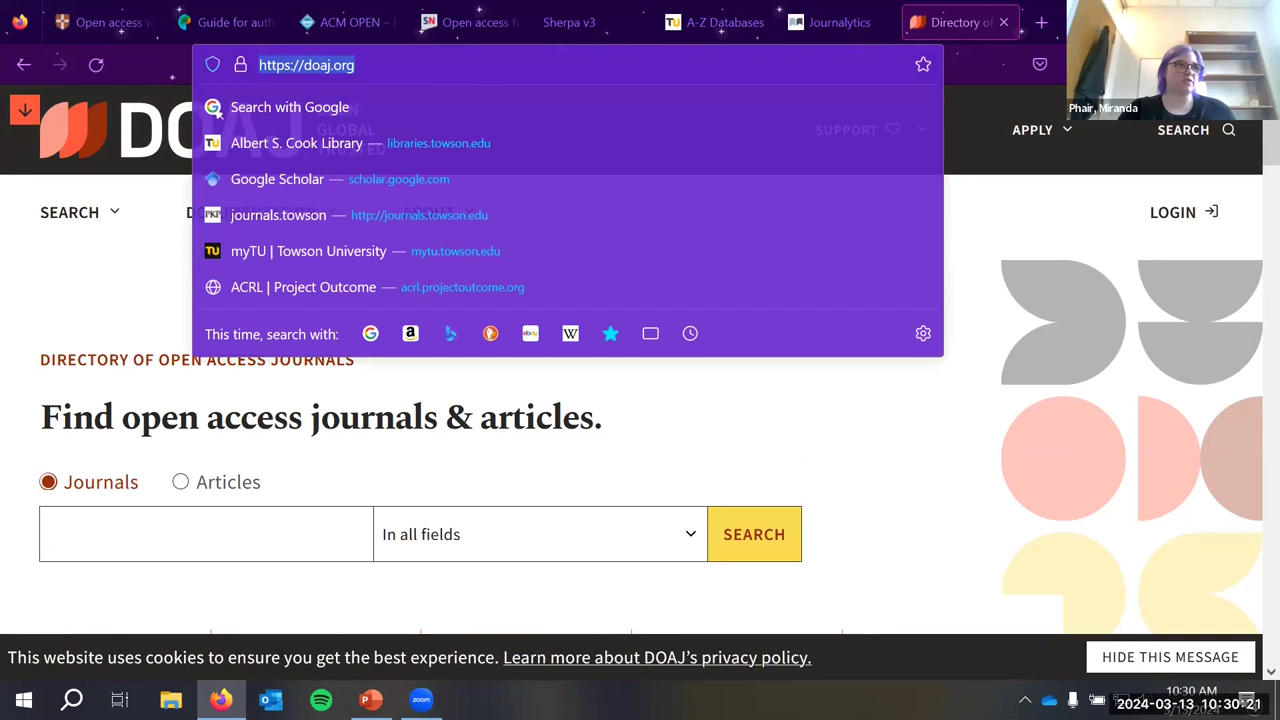 Open access w
Guide for auth
ACM OPEN –
Open access fo
Sherpa v3
A-Z Databases
Journalytics
Directory of
https://doaj.org
Search with Google
Albert S. Cook Library — libraries.towson.edu
Google Scholar — scholar.google.com
journals.towson — http://journals.towson.edu
myTU | Towson University — mytu.towson.edu
ACRL | Project Outcome — acrl.projectoutcome.org
This time, search with:
Phair, Miranda
DO
GLOBAL
SUPPORT
APPLY
SEARCH
SEARCH
LOGIN
DIRECTORY OF OPEN ACCESS JOURNALS
Find open access journals & articles.
Journals
Articles
In all fields
SEARCH
This website uses cookies to ensure you get the best experience. Learn more about DOAJ's privacy policy.
HIDE THIS MESSAGE
10:30 AM
2024-03-13 10:30:21